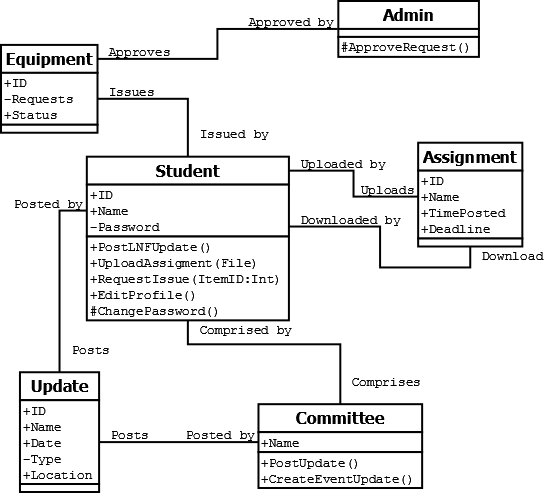 Admin
#ApproveRequest()
Approved by
Approves
Equipment
+ID
-Requests
+Status
Issues
Issued by
Student
+ID
+Name
-Password
+PostLNFUpdate()
+UploadAssigment(File)
+RequestIssue(ItemID:Int)
+EditProfile()
#ChangePassword()
Uploaded by
Uploads
Downloaded by
Download
Assignment
+ID
+Name
+TimePosted
+Deadline
Posted by
Posts
Comprised by
Comprises
Update
+ID
+Name
+Date
-Type
+Location
Posts
Posted by
Committee
+Name
+PostUpdate()
+CreateEventUpdate()